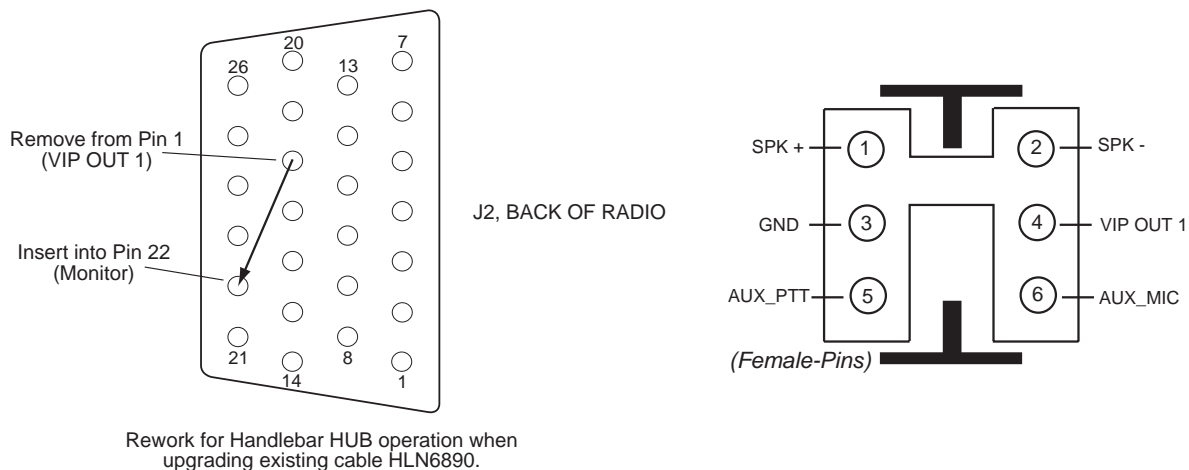 20
7
26
13
Remove from Pin 1
(VIP OUT 1)
Insert into Pin 22
(Monitor)
21
14
8
1
J2, BACK OF RADIO
Rework for Handlebar HUB operation when
upgrading existing cable HLN6890.
SPK +
1
2
SPK -
GND
3
4
VIP OUT 1
AUX_PTT
5
6
AUX_MIC
(Female-Pins)